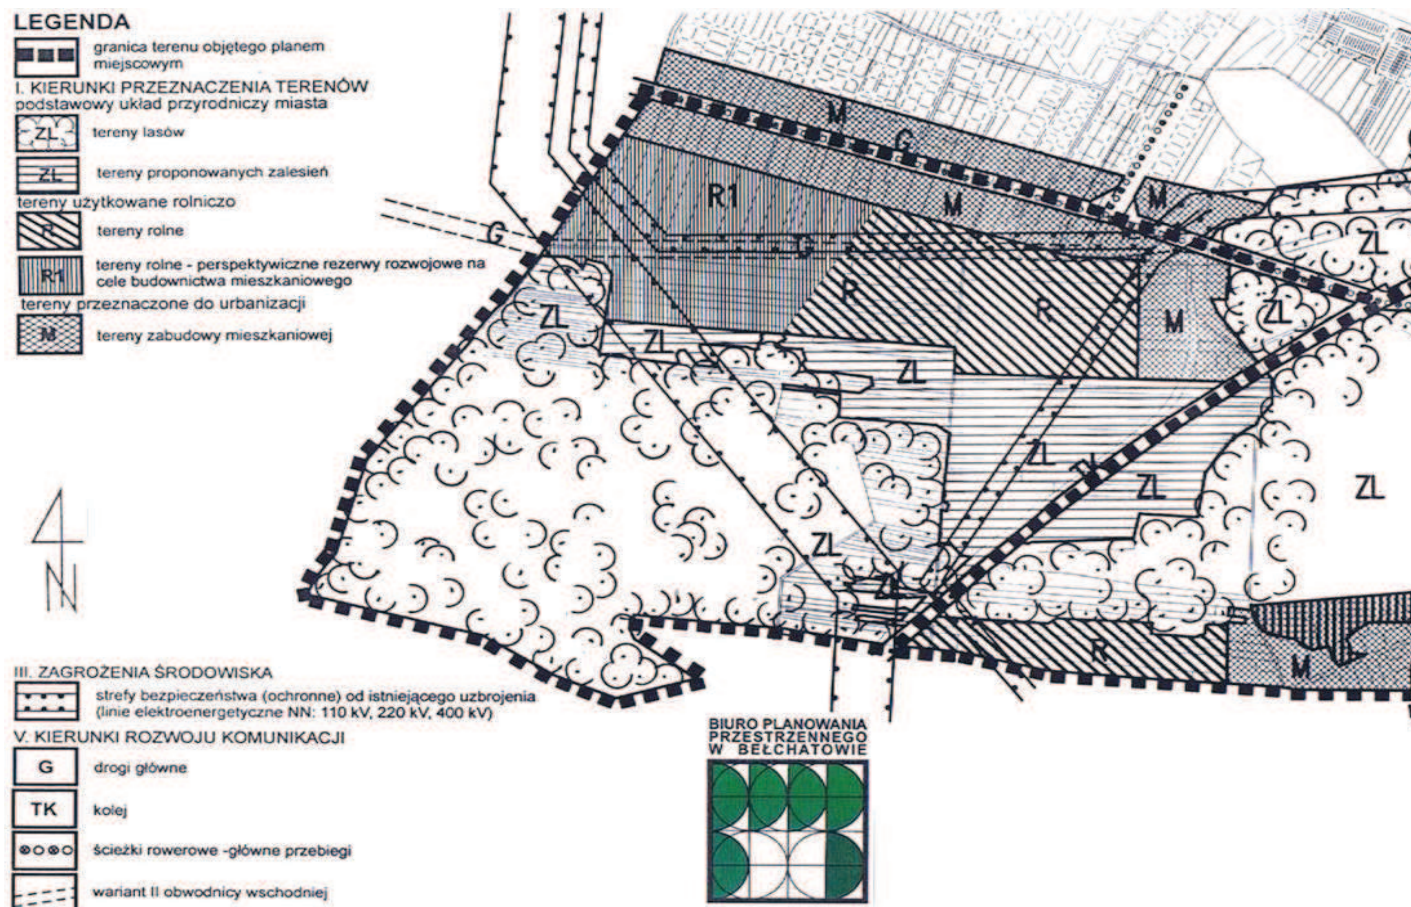 LEGENDA
granica terenu objętego planem
miejscowym
I. KIERUNKI PRZEZNACZENIA TERENÓW
podstawowy układ przyrodniczy miasta
ZL
tereny lasów
ZL
tereny proponowanych zalesień
tereny użytkowane rolniczo
R
tereny rolne
R1
tereny rolne - perspektywiczne rezerwy rozwojowe na
cele budownictwa mieszkaniowego
tereny przeznaczone do urbanizacji
M
tereny zabudowy mieszkaniowej
N
III. ZAGROŻENIA ŚRODOWISKA
strefy bezpieczeństwa (ochronne) od istniejącego uzbrojenia
(linie elektroenergetyczne NN: 110 kV, 220 kV, 400 kV)
V. KIERUNKI ROZWOJU KOMUNIKACJI
G
drogi główne
TK
kolej
ścieżki rowerowe -główne przebiegi
wariant II obwodnicy wschodniej
M
G
R1
M
M
G
G
ZL
R
R
M
ZL
ZL
ZL
ZL
ZL
TK
ZL
ZL
ZL
ZL
R
M
BIURO PLANOWANIA
PRZESTRZENNEGO
W BEŁCHATOWIE